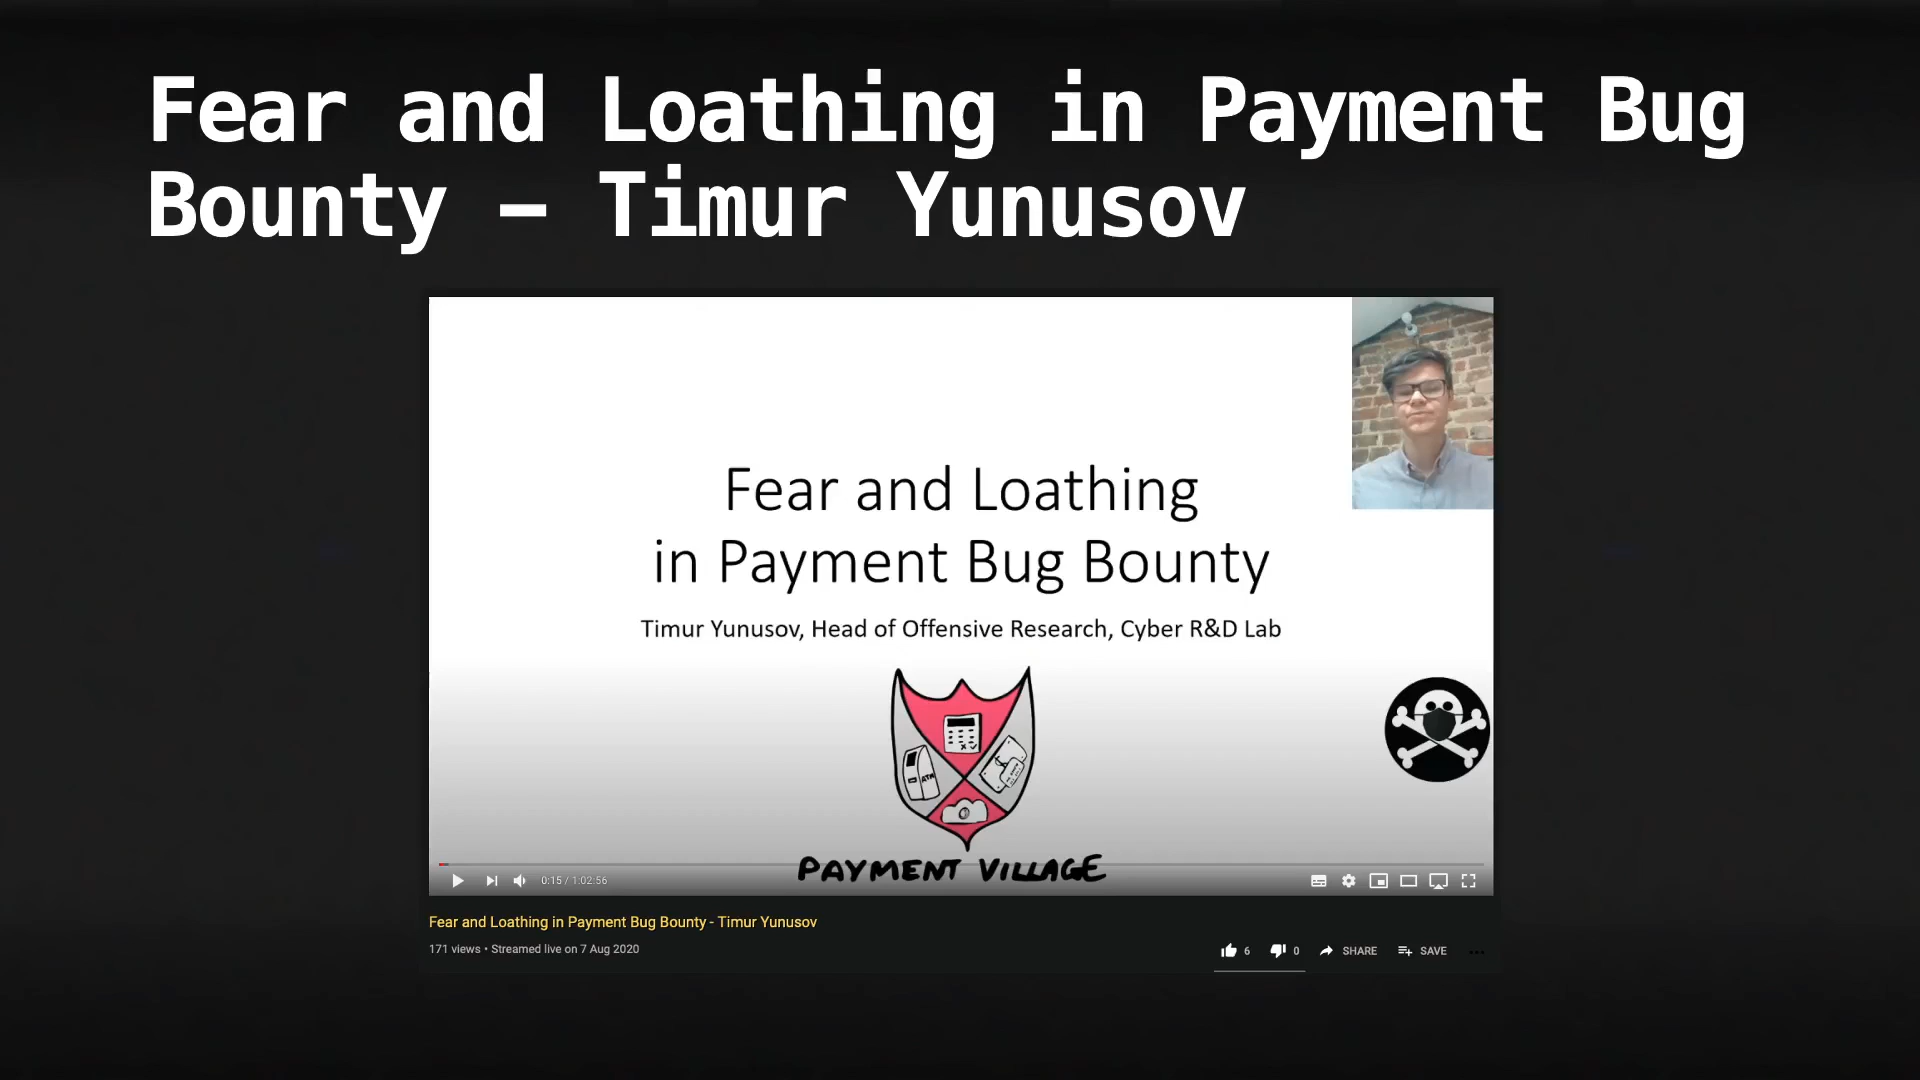 Fear and Loathing in Payment Bug
Bounty – Timur Yunusov
Fear and Loathing
in Payment Bug Bounty
Timur Yunusov, Head of Offensive Research, Cyber R&D Lab
ATM
PAYMENT VILLAGE
0:15 / 1:02:56
Fear and Loathing in Payment Bug Bounty - Timur Yunusov
171 views • Streamed live on 7 Aug 2020
6 0 SHARE SAVE